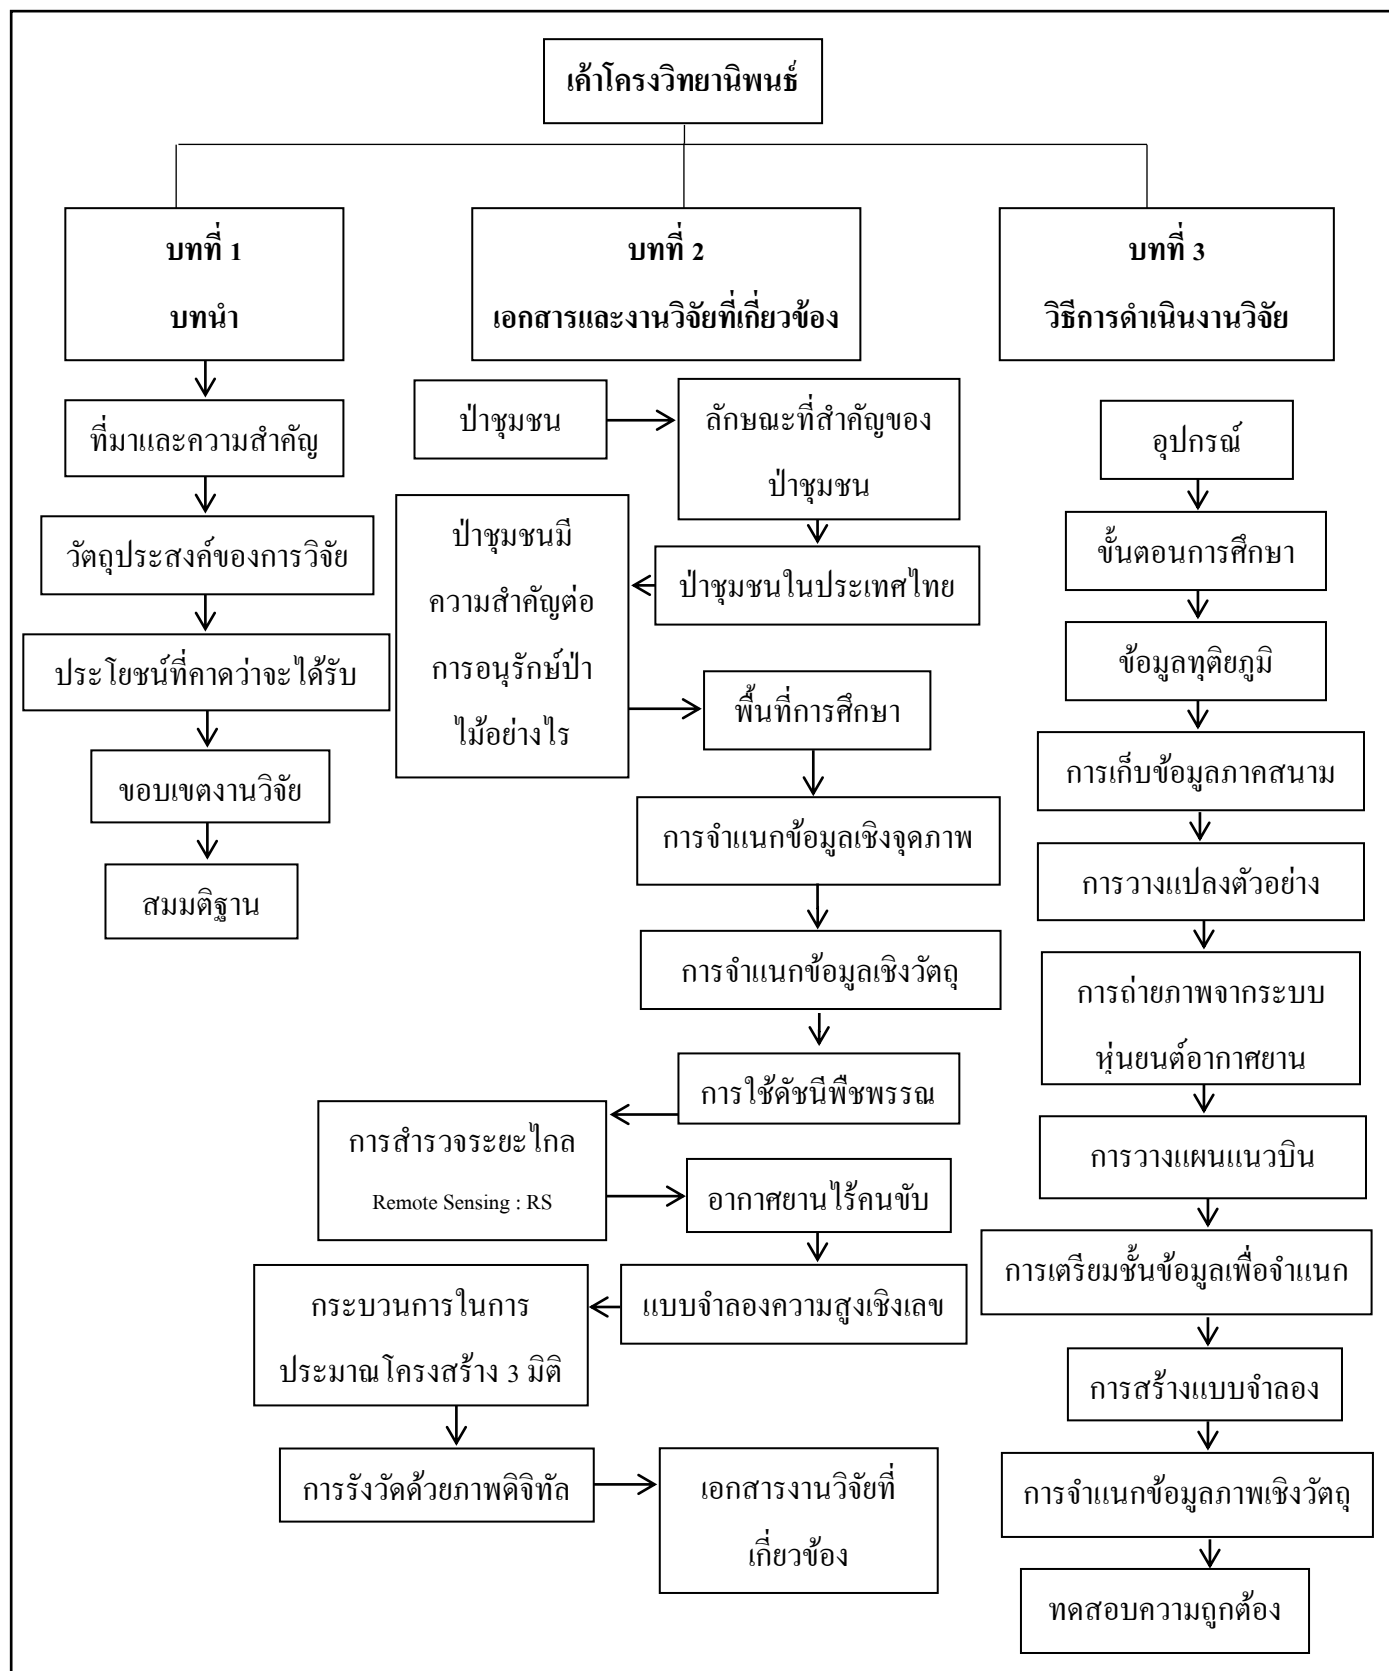 เค้าโครงวิทยานิพนธ์
บทที่ 1
บทนำ
ที่มาและความสำคัญ
วัตถุประสงค์ของการวิจัย
ประโยชน์ที่คาดว่าจะได้รับ
ขอบเขตงานวิจัย
สมมติฐาน
บทที่ 2
เอกสารและงานวิจัยที่เกี่ยวข้อง
ป่าชุมชน
ลักษณะที่สำคัญของ
ป่าชุมชน
ป่าชุมชนในประเทศไทย
ป่าชุมชนมี
ความสำคัญต่อ
การอนุรักษ์ป่า
ไม้อย่างไร
พื้นที่การศึกษา
การจำแนกข้อมูลเชิงจุดภาพ
การจำแนกข้อมูลเชิงวัตถุ
การใช้ดัชนีพืชพรรณ
การสำรวจระยะไกล
Remote Sensing : RS
อากาศยานไร้คนขับ
แบบจำลองความสูงเชิงเลข
กระบวนการในการ
ประมาณโครงสร้าง 3 มิติ
การรังวัดด้วยภาพดิจิทัล
เอกสารงานวิจัยที่
เกี่ยวข้อง
บทที่ 3
วิธีการดำเนินงานวิจัย
อุปกรณ์
ขั้นตอนการศึกษา
ข้อมูลทุติยภูมิ
การเก็บข้อมูลภาคสนาม
การวางแปลงตัวอย่าง
การถ่ายภาพจากระบบ
หุ่นยนต์อากาศยาน
การวางแผนแนวบิน
การเตรียมชั้นข้อมูลเพื่อจำแนก
การสร้างแบบจำลอง
การจำแนกข้อมูลภาพเชิงวัตถุ
ทดสอบความถูกต้อง